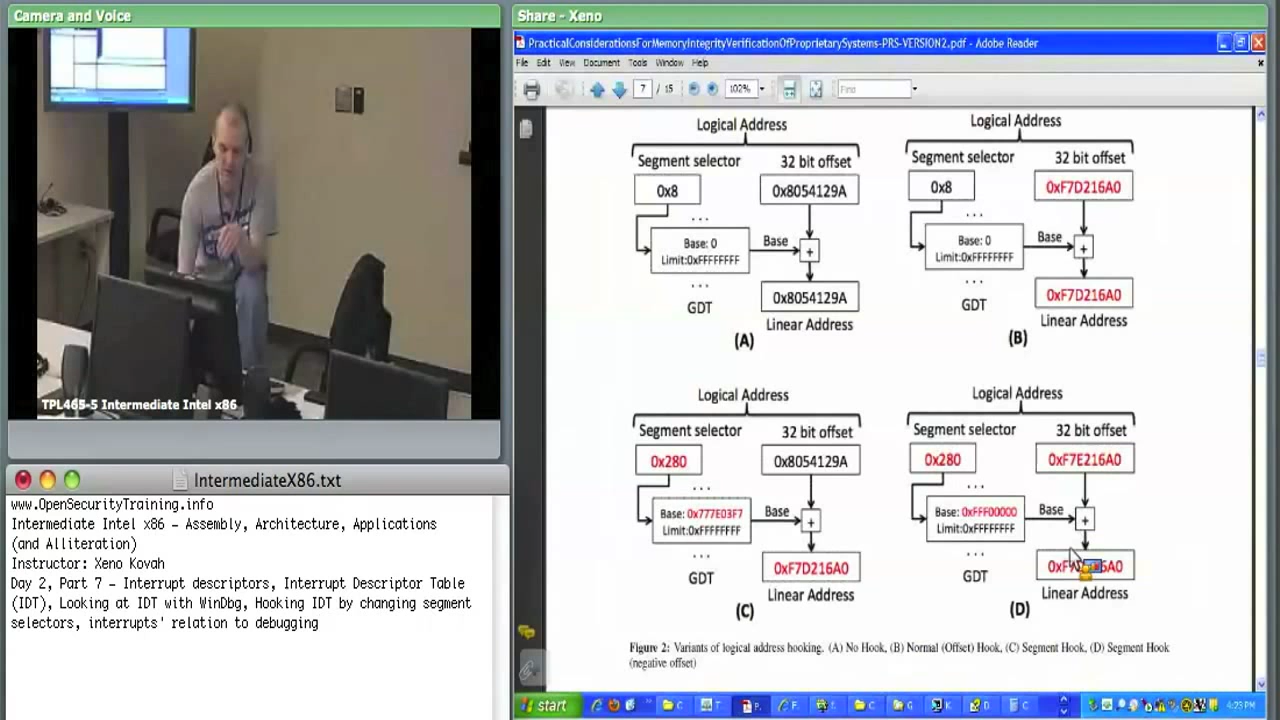 Camera and Voice
TPL465-5 Intermediate Intel x86
IntermediateX86.txt
www.OpenSecurityTraining.info
Intermediate Intel x86 – Assembly, Architecture, Applications
(and Alliteration)
Instructor: Xeno Kovah
Day 2, Part 7 – Interrupt descriptors, Interrupt Descriptor Table
(IDT), Looking at IDT with WinDbg, Hooking IDT by changing segment
selectors, interrupts' relation to debugging
Share - Xeno
PracticalConsiderationsForMemoryIntegrityVerificationOfProprietarySystems-PRS-VERSION2.pdf - Adobe Reader
File Edit View Document Tools Window Help
7 / 15 100% Find
Logical Address
Segment selector 32 bit offset
0x8 0x8054129A
...
Base: 0
Limit:0xFFFFFFFF
Base +
...
GDT
0x8054129A
Linear Address
(A)
Logical Address
Segment selector 32 bit offset
0x8 0xF7D216A0
...
Base: 0
Limit:0xFFFFFFFF
Base +
...
GDT
0xF7D216A0
Linear Address
(B)
Logical Address
Segment selector 32 bit offset
0x280 0x8054129A
...
Base: 0x777E03F7
Limit:0xFFFFFFFF
Base +
...
GDT
0xF7D216A0
Linear Address
(C)
Logical Address
Segment selector 32 bit offset
0x280 0xF7E216A0
...
Base: 0xFFF00000
Limit:0xFFFFFFFF
Base +
...
GDT
Linear Address
(D)
Figure 2: Variants of logical address hooking. (A) No Hook, (B) Normal (Offset) Hook, (C) Segment Hook, (D) Segment Hook
(negative offset)
start 4:23 PM